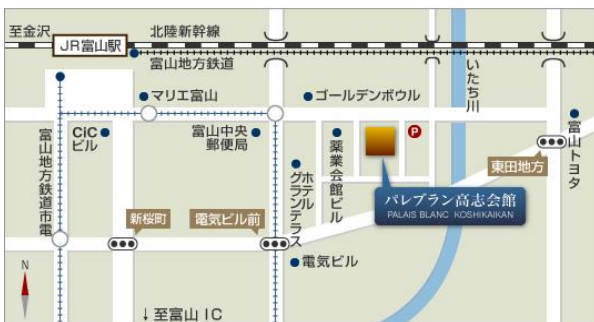 至金沢
北陸新幹線
JR富山駅
富山地方鉄道
いたち川
マリエ富山
ゴールデンボウル
CiC
ビル
富山中央
郵便局
薬業会館ビル
P
富山トヨタ
富山地方鉄道市電
ホテル
グランテラス
東田地方
パレブラン高志会館
PALAIS BLANC KOSHIKAIKAN
新桜町
電気ビル前
電気ビル
N
↓至富山IC